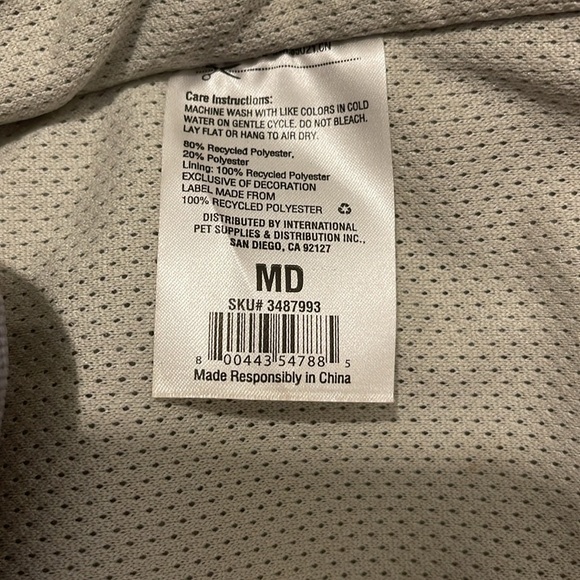 Care Instructions:
MACHINE WASH WITH LIKE COLORS IN COLD
WATER ON GENTLE CYCLE. DO NOT BLEACH.
LAY FLAT OR HANG TO AIR DRY.
80% Recycled Polyester,
20% Polyester
Lining: 100% Recycled Polyester
EXCLUSIVE OF DECORATION
LABEL MADE FROM
100% RECYCLED POLYESTER
DISTRIBUTED BY INTERNATIONAL
PET SUPPLIES & DISTRIBUTION INC.,
SAN DIEGO, CA 92127
MD
SKU# 3487993
8 00443 54788 5
Made Responsibly in China